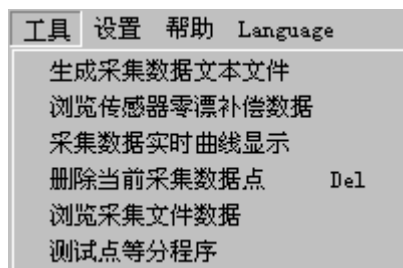 工具 设置 帮助 Language
生成采集数据文本文件
浏览传感器零漂补偿数据
采集数据实时曲线显示
删除当前采集数据点 Del
浏览采集文件数据
测试点等分程序